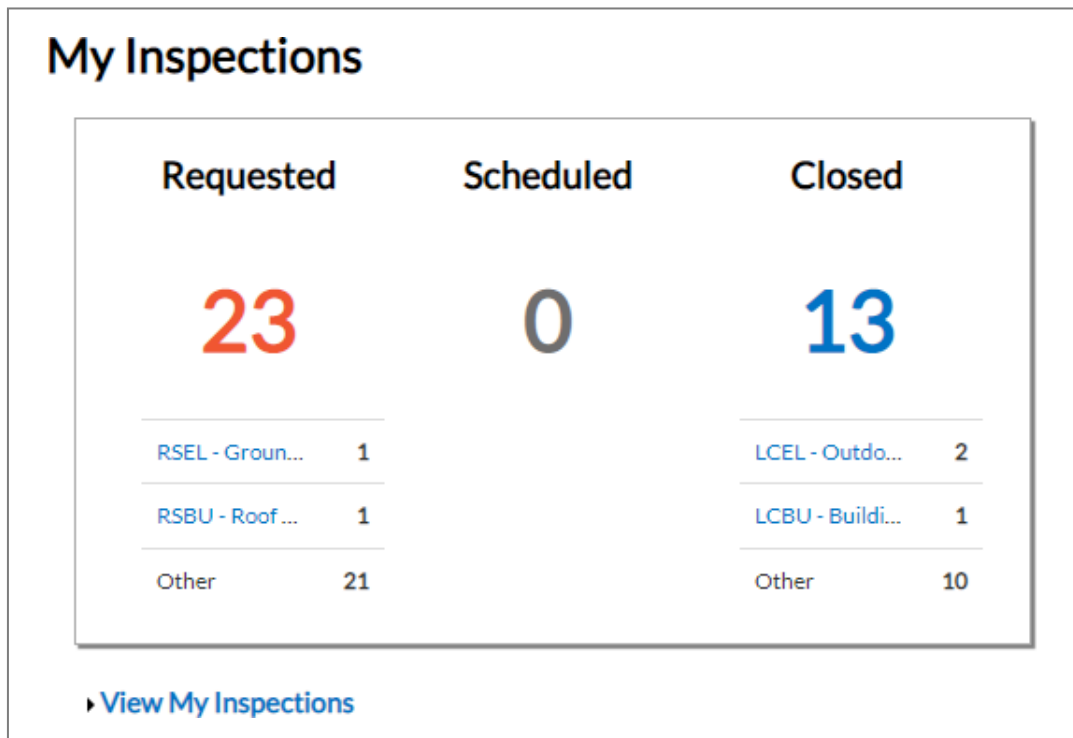 My Inspections
Requested Scheduled Closed
23 0 13
RSEL - Groun... 1 LCEL - Outdo... 2
RSBU - Roof ... 1 LCBU - Buildi... 1
Other 21 Other 10
View My Inspections